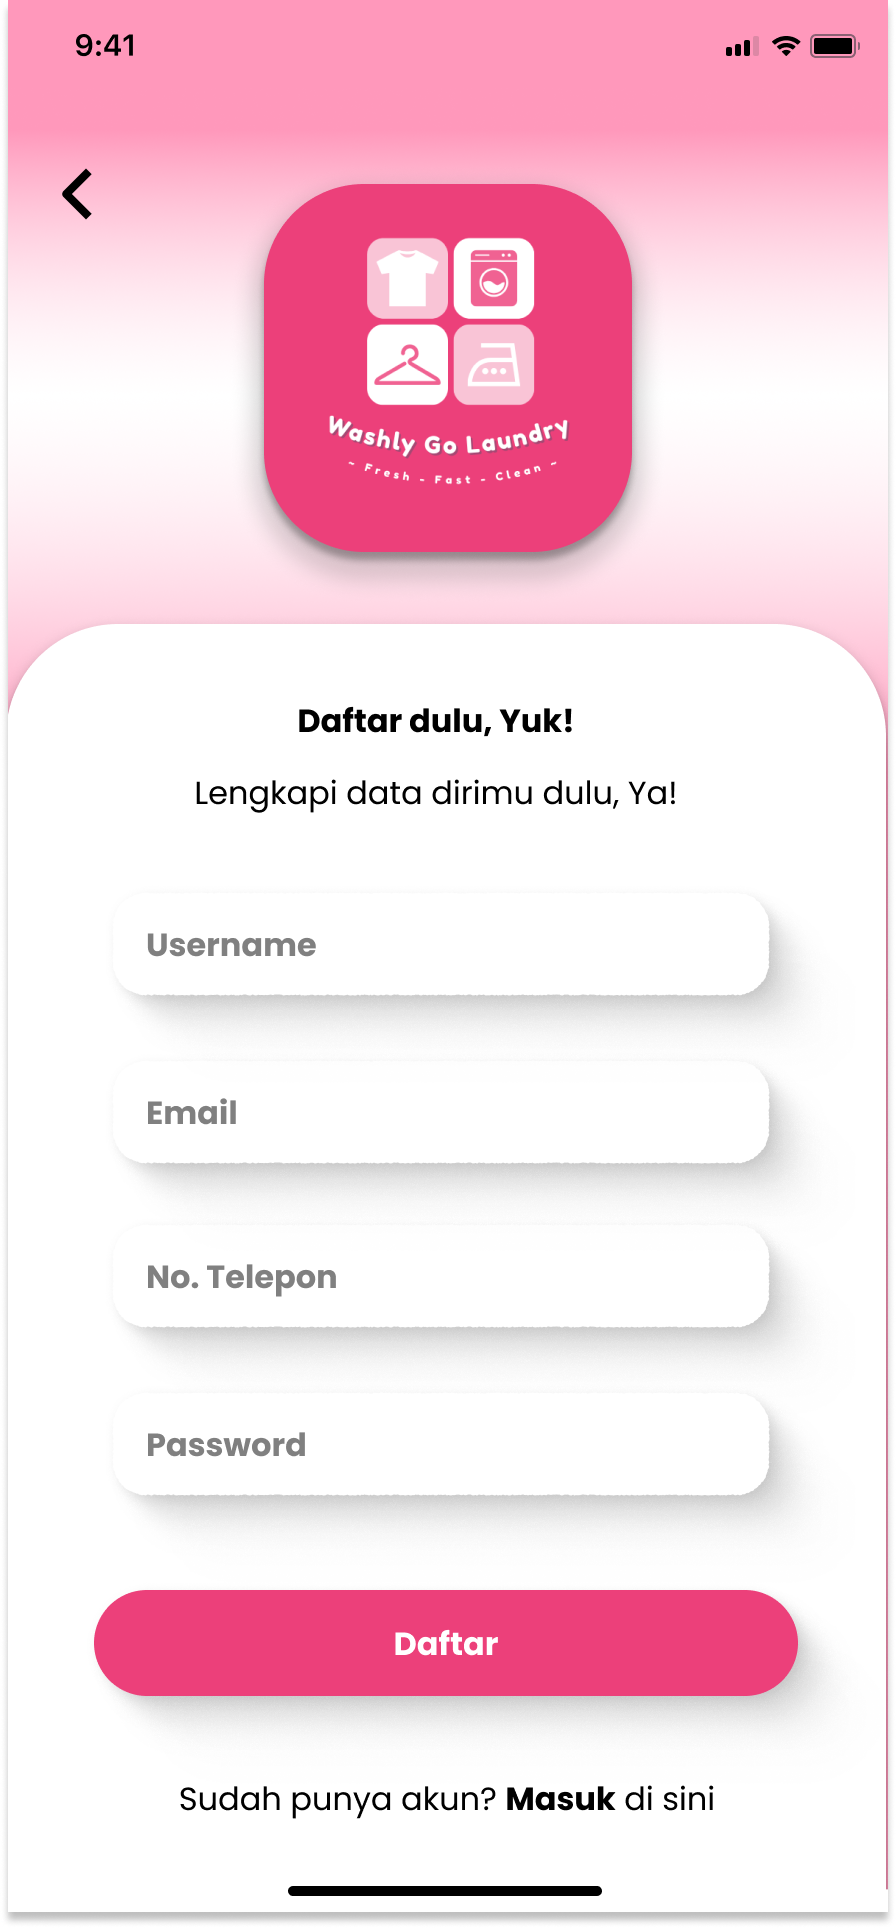 9:41
Washly Go Laundry
~ Fresh - Fast - Clean ~
Daftar dulu, Yuk!
Lengkapi data dirimu dulu, Ya!
Username
Email
No. Telepon
Password
Daftar
Sudah punya akun? Masuk di sini